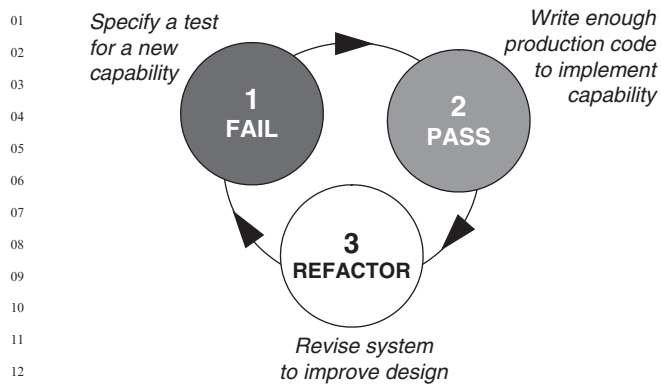 01
02
03
04
05
06
07
08
09
10
11
12
Specify a test
for a new
capability
1
FAIL
Write enough
production code
to implement
capability
2
PASS
3
REFACTOR
Revise system
to improve design